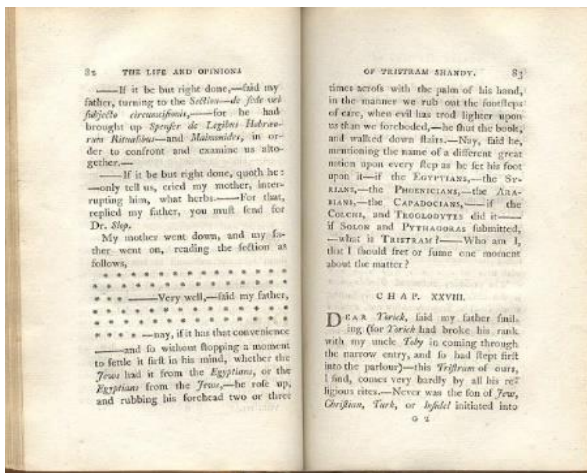 82 THE LIFE AND OPINIONS
——If it be but right done,—ſaid my
father, turning to the Section—de ſede vel
ſubjecto circumciſionis,——for he had
brought up Spenſer de Legibus Hebræo-
rum Ritualibus—and Maimonides, in or-
der to confront and examine us alto-
gether.—
——If it be but right done, quoth he:
—only tell us, cried my mother, inter-
rupting him, what herbs.——For that,
replied my father, you muſt ſend for
Dr. Slop.
My mother went down, and my fa-
ther went on, reading the ſection as
follows,
* * * * * * * * * * * *
* * * * * * * * * * * *
* * * ——Very well,—ſaid my father,
* * * * * * * * * * * *
* * * * * * * * * * * *
* * * * —nay, if it has that convenience
——and ſo without ſtopping a moment
to ſettle it firſt in his mind, whether the
Jews had it from the Egyptians, or the
Egyptians from the Jews,—he roſe up,
and rubbing his forehead two or three
OF TRISTRAM SHANDY. 83
times acroſs with the palm of his hand,
in the manner we rub out the footſteps
of care, when evil has trod lighter upon
us than we foreboded,—he ſhut the book,
and walked down ſtairs.—Nay, ſaid he,
mentioning the name of a different great
nation upon every ſtep as he ſet his foot
upon it—if the EGYPTIANS,—the SY-
RIANS,—the PHOENICIANS,—the ARA-
BIANS,—the CAPADOCIANS,——if the
COLCHI, and TROGLODYTES did it——
if SOLON and PYTHAGORAS ſubmitted,
—what is TRISTRAM?——Who am I,
that I ſhould fret or fume one moment
about the matter?
CHAP. XXVIII.
DEAR Yorick, ſaid my father ſmil-
ing (for Yorick had broke his rank
with my uncle Toby in coming through
the narrow entry, and ſo had ſtept firſt
into the parlour)—this Triſtram of ours,
I find, comes very hardly by all his re-
ligious rites.—Never was the ſon of Jew,
Chriſtian, Turk, or Infidel initiated into
G 2